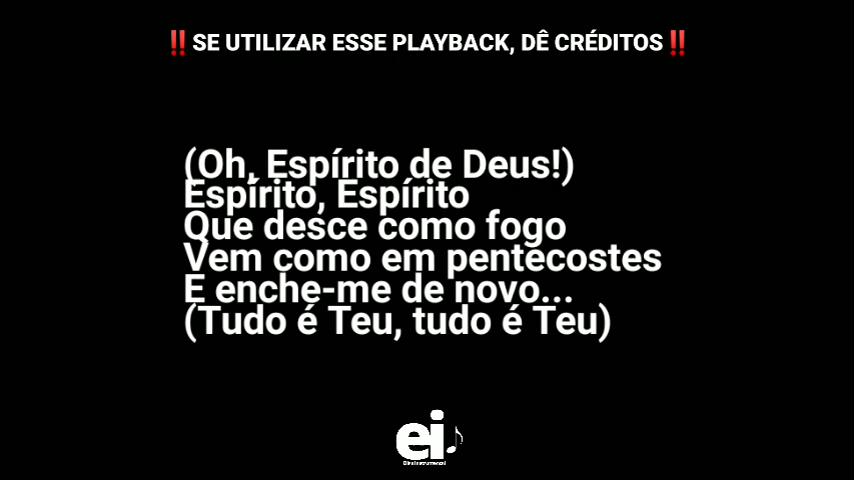 ‼️SE UTILIZAR ESSE PLAYBACK, DÊ CRÉDITOS‼️
(Oh, Espírito de Deus!)
Espírito, Espírito
Que desce como fogo
Vem como em pentecostes
E enche-me de novo...
(Tudo é Teu, tudo é Teu)
ei